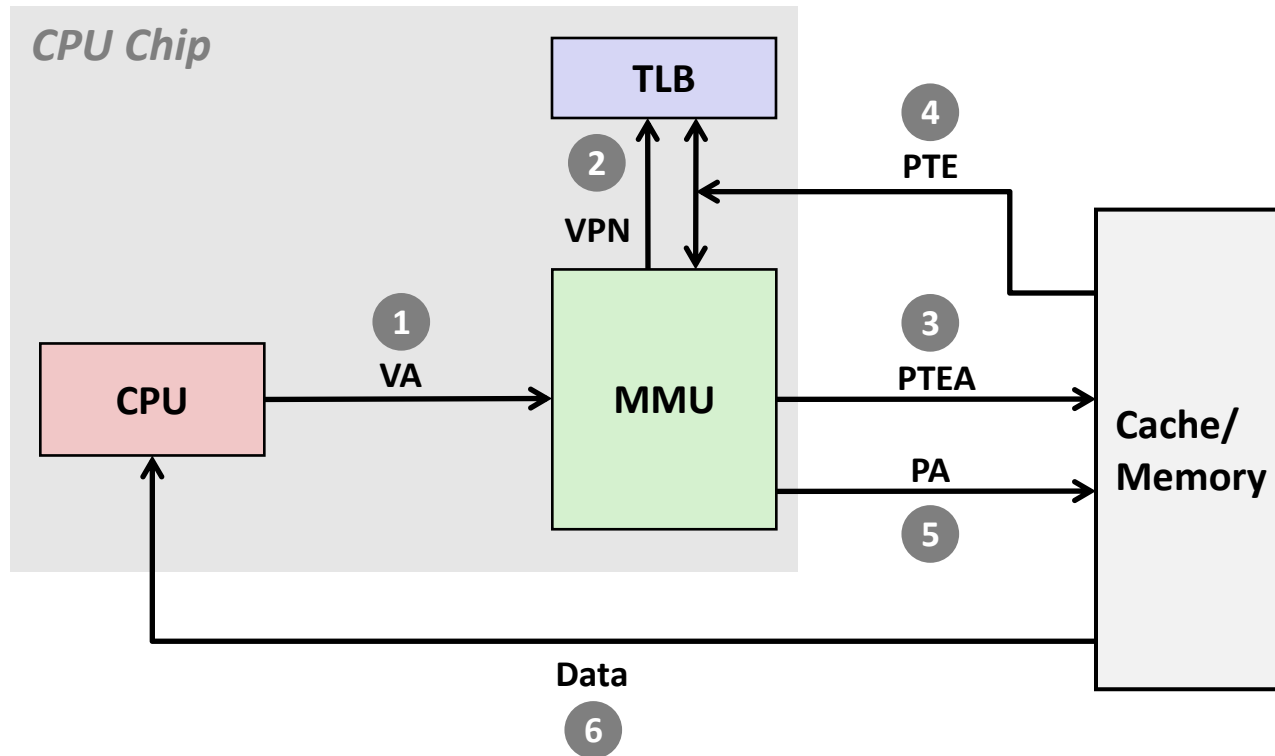 CPU Chip
TLB
4
2
PTE
VPN
1
3
VA
PTEA
CPU
MMU
Cache/
Memory
PA
5
Data
6